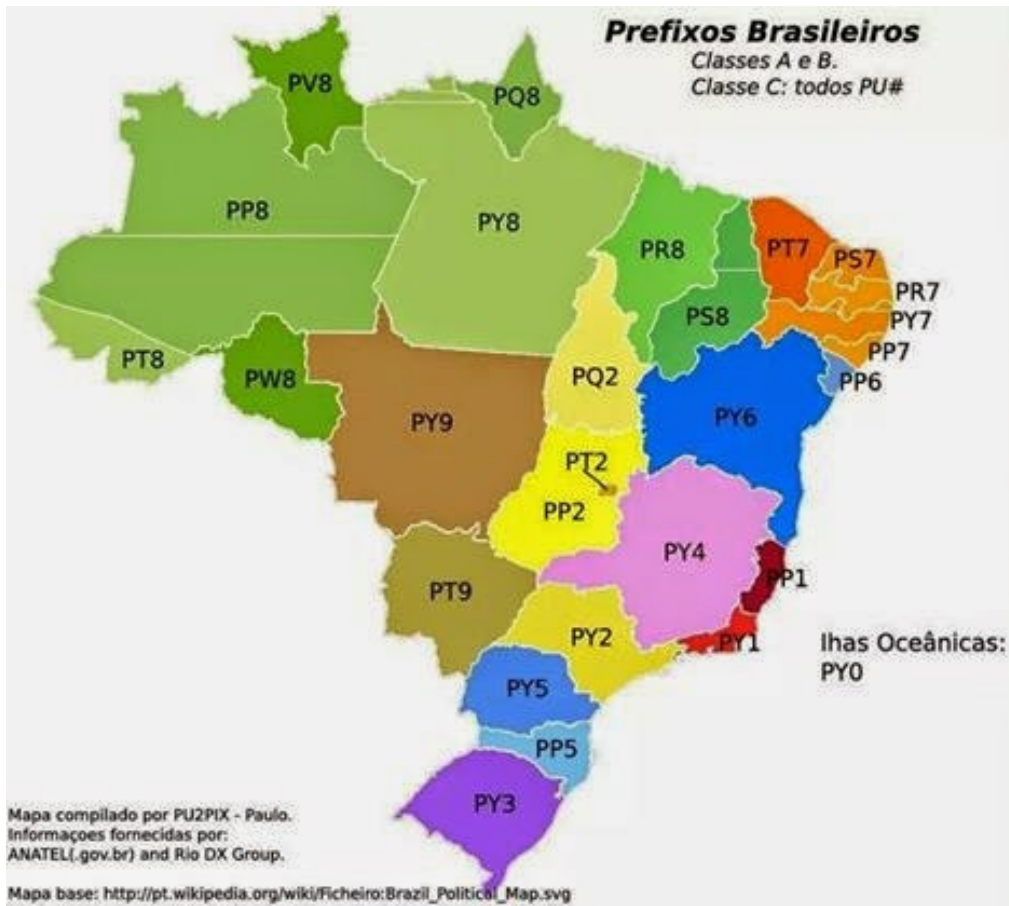 Prefixos Brasileiros
Classes A e B.
Classe C: todos PU#
PV8
PQ8
PP8
PY8
PR8
PT7
PS7
PR7
PS8
PY7
PP7
PT8
PW8
PQ2
PP6
PY9
PY6
PT2
PP2
PY4
PP1
PT9
PY2
PY1
Ihas Oceânicas:
PY0
PY5
PP5
PY3
Mapa compilado por PU2PIX - Paulo.
Informaçoes fornecidas por:
ANATEL(.gov.br) and Rio DX Group.
Mapa base: http://pt.wikipedia.org/wiki/Ficheiro:Brazil_Political_Map.svg